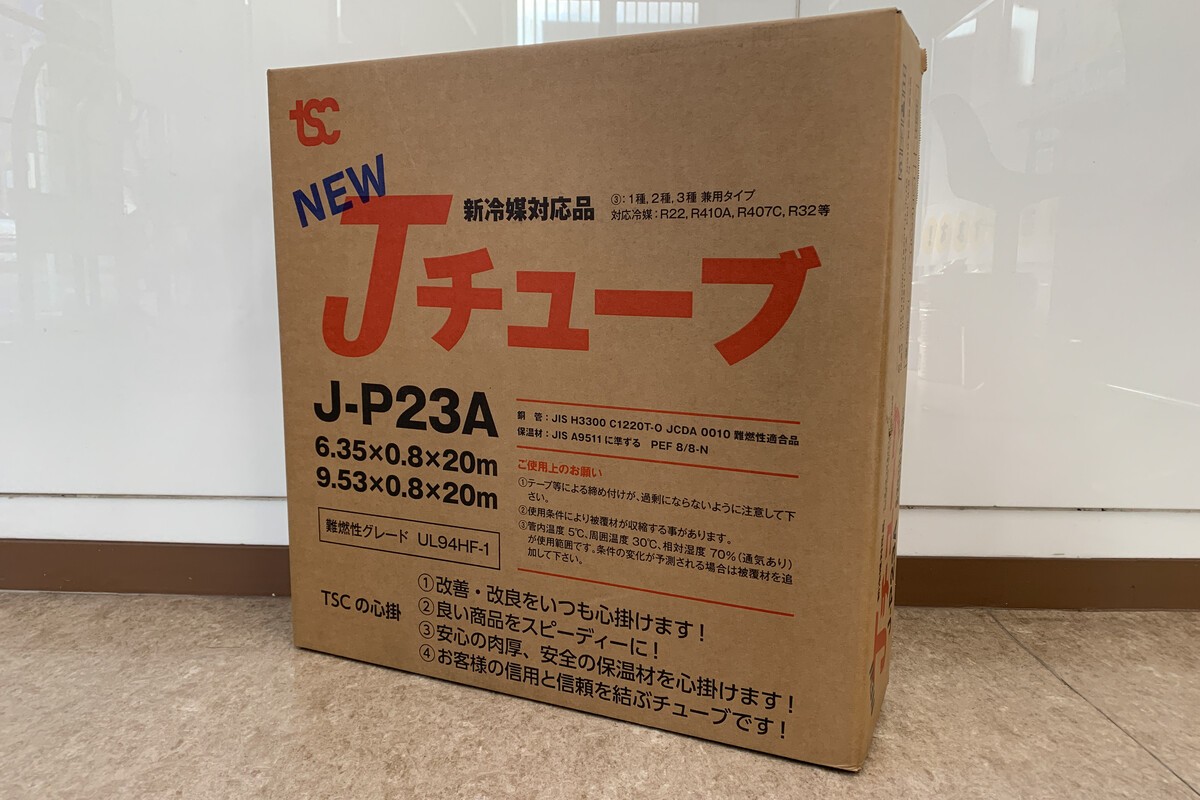 tsc
NEW
新冷媒対応品
③:1種, 2種, 3種 兼用タイプ
対応冷媒:R22, R410A, R407C, R32等
Jチューブ
J-P23A
6.35×0.8×20m
9.53×0.8×20m
難燃性グレード UL94HF-1
銅 管:JIS H3300 C1220T-O JCDA 0010 難燃性適合品
保温材:JIS A9511に準ずる PEF 8/8-N
ご使用上のお願い
①テープ等による締め付けが、過剰にならないように注意して下
さい。
②使用条件により被覆材が収縮する事があります。
③管内温度 5℃、周囲温度 30℃、相対湿度 70%(通気あり)
が使用範囲です。条件の変化が予測される場合は被覆材を追
加して下さい。
TSCの心掛
①改善・改良をいつも心掛けます!
②良い商品をスピーディーに!
③安心の肉厚、安全の保温材を心掛けます!
④お客様の信用と信頼を結ぶチューブです!